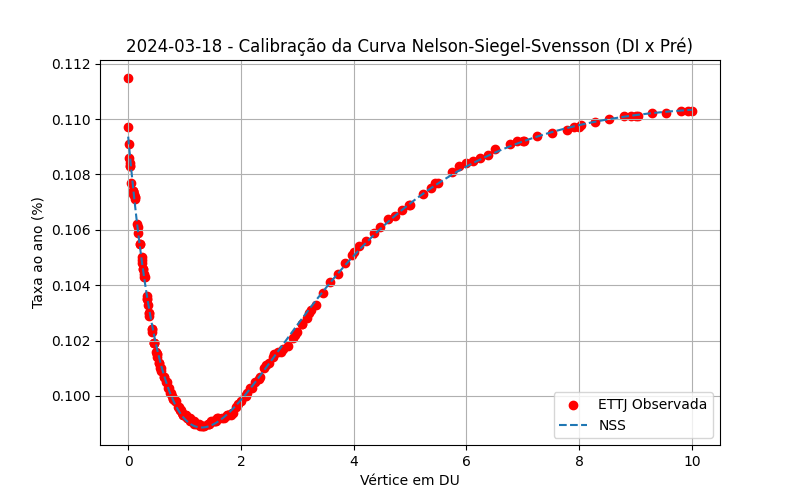 2024-03-18 - Calibração da Curva Nelson-Siegel-Svensson (DI x Pré)
0.112
0.110
0.108
0.106
0.104
0.102
0.100
Taxa ao ano (%)
ETTJ Observada
NSS
0 2 4 6 8 10
Vértice em DU